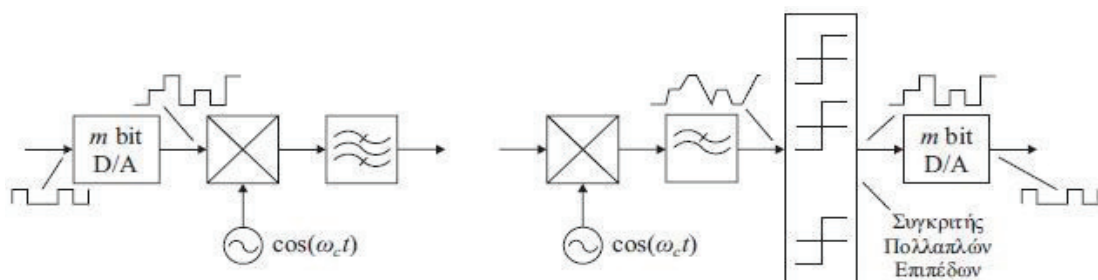 m bit
D/A
cos(ω_c t)
cos(ω_c t)
m bit
D/A
Συγκριτής
Πολλαπλών
Επιπέδων